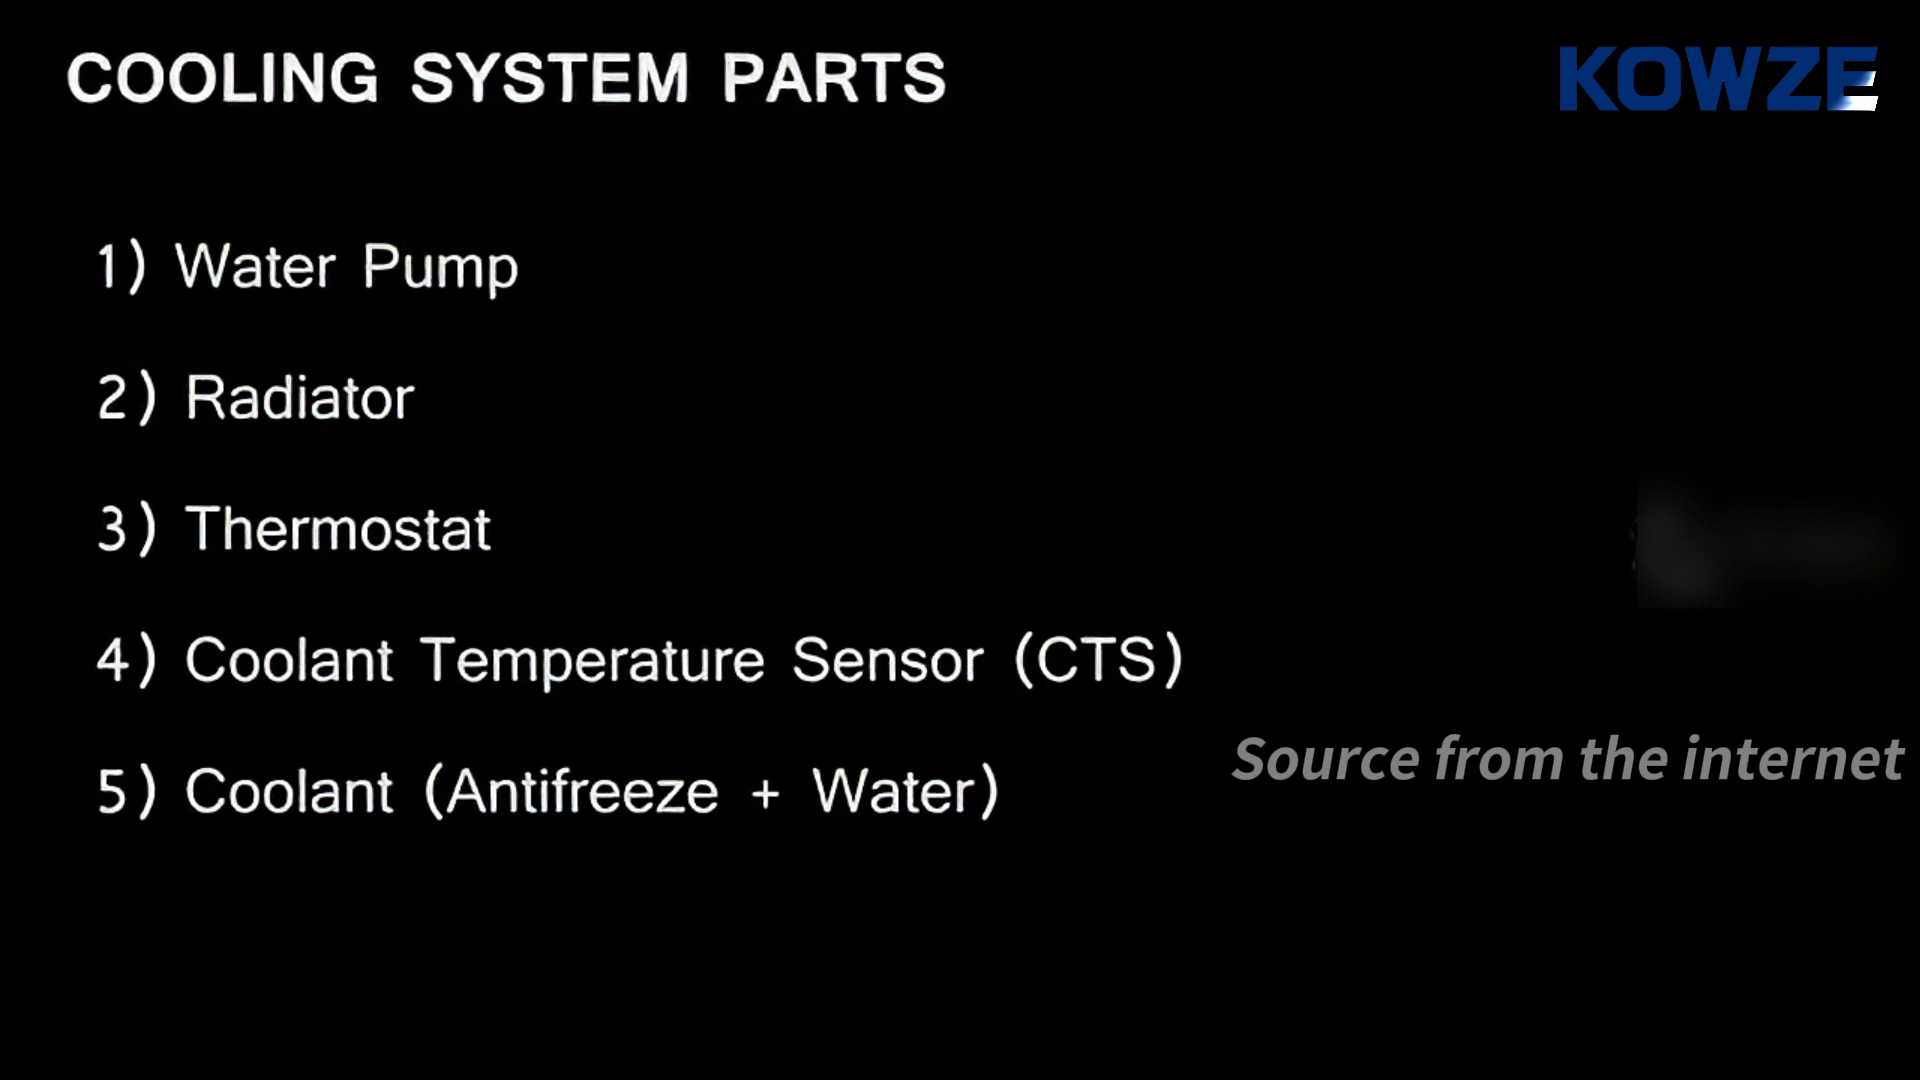 COOLING SYSTEM PARTS
KOWZE
1) Water Pump
2) Radiator
3) Thermostat
4) Coolant Temperature Sensor (CTS)
Source from the internet
5) Coolant (Antifreeze + Water)